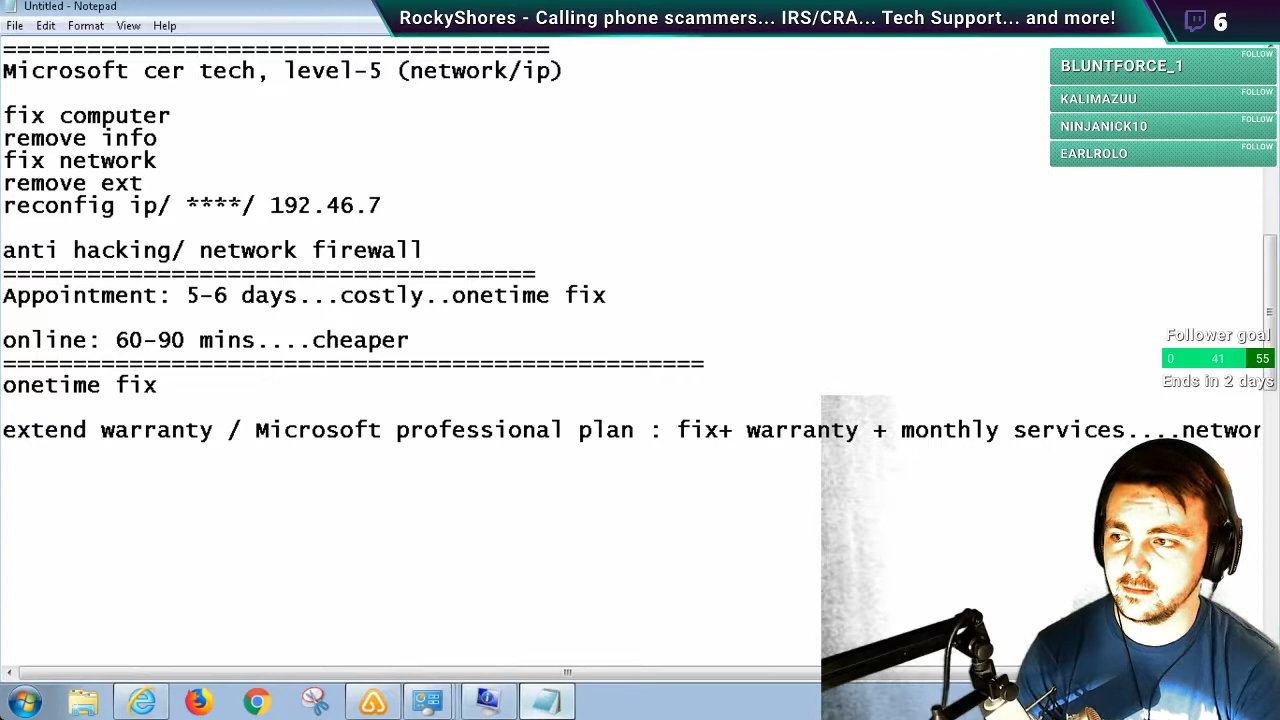 Untitled - Notepad
RockyShores - Calling phone scammers... IRS/CRA... Tech Support... and more!
6
File Edit Format View Help
=======================================
Microsoft cer tech, level-5 (network/ip)
fix computer
remove info
fix network
remove ext
reconfig ip/ ****/ 192.46.7
anti hacking/ network firewall
======================================
Appointment: 5-6 days...costly..onetime fix
online: 60-90 mins....cheaper
==================================================
onetime fix
extend warranty / Microsoft professional plan : fix+ warranty + monthly services....networ
FOLLOW
BLUNTFORCE_1
FOLLOW
KALIMAZUU
FOLLOW
NINJANICK10
FOLLOW
EARLROLO
Follower goal
0 41 55
Ends in 2 days